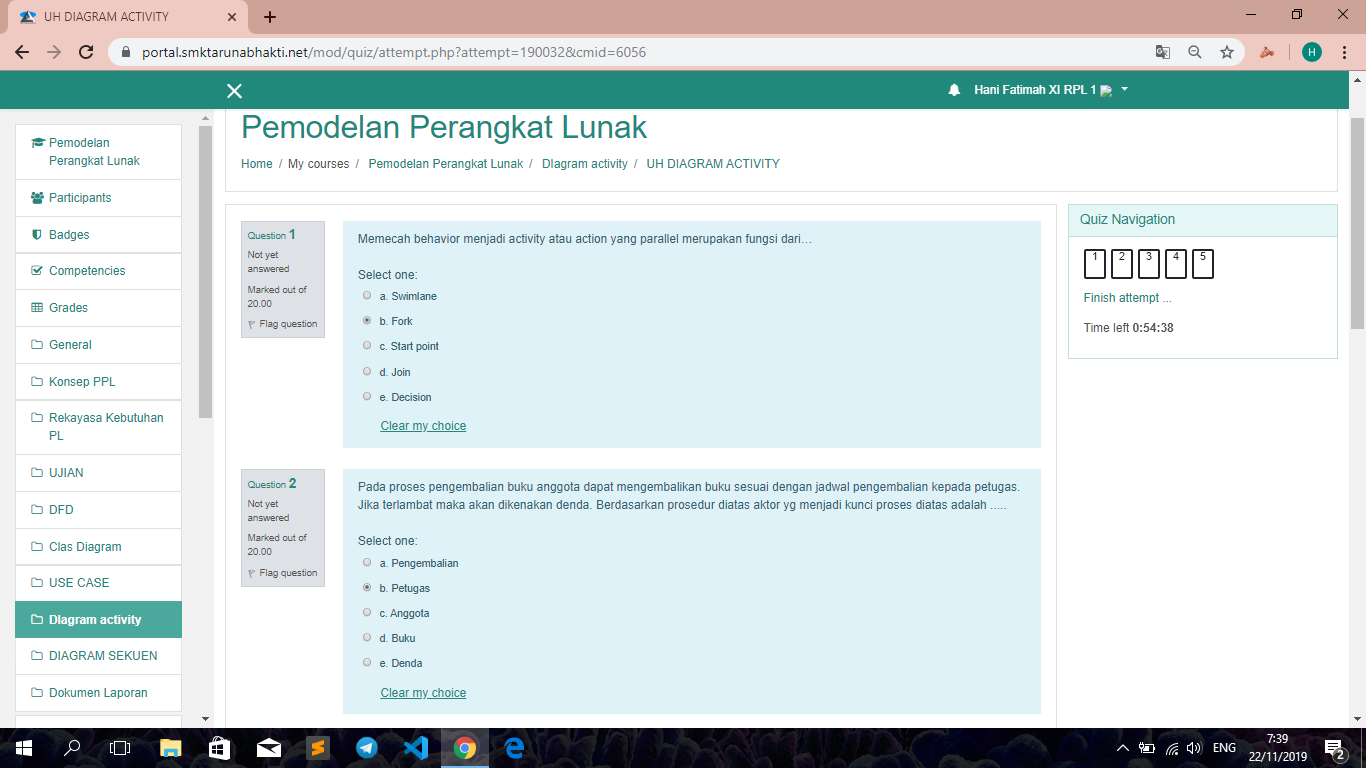 UH DIAGRAM ACTIVITY
portal.smktarunabhakti.net/mod/quiz/attempt.php?attempt=190032&cmid=6056
H
Hani Fatimah XI RPL 1
Pemodelan
Perangkat Lunak
Participants
Badges
Competencies
Grades
General
Konsep PPL
Rekayasa Kebutuhan
PL
UJIAN
DFD
Clas Diagram
USE CASE
DIagram activity
DIAGRAM SEKUEN
Dokumen Laporan
Pemodelan Perangkat Lunak
Home / My courses / Pemodelan Perangkat Lunak / DIagram activity / UH DIAGRAM ACTIVITY
Question 1
Not yet
answered
Marked out of
20.00
Flag question
Memecah behavior menjadi activity atau action yang parallel merupakan fungsi dari…
Select one:
a. Swimlane
b. Fork
c. Start point
d. Join
e. Decision
Clear my choice
Question 2
Not yet
answered
Marked out of
20.00
Flag question
Pada proses pengembalian buku anggota dapat mengembalikan buku sesuai dengan jadwal pengembalian kepada petugas.
Jika terlambat maka akan dikenakan denda. Berdasarkan prosedur diatas aktor yg menjadi kunci proses diatas adalah .....
Select one:
a. Pengembalian
b. Petugas
c. Anggota
d. Buku
e. Denda
Clear my choice
Quiz Navigation
1 2 3 4 5
Finish attempt ...
Time left 0:54:38
ENG
7:39
22/11/2019
2